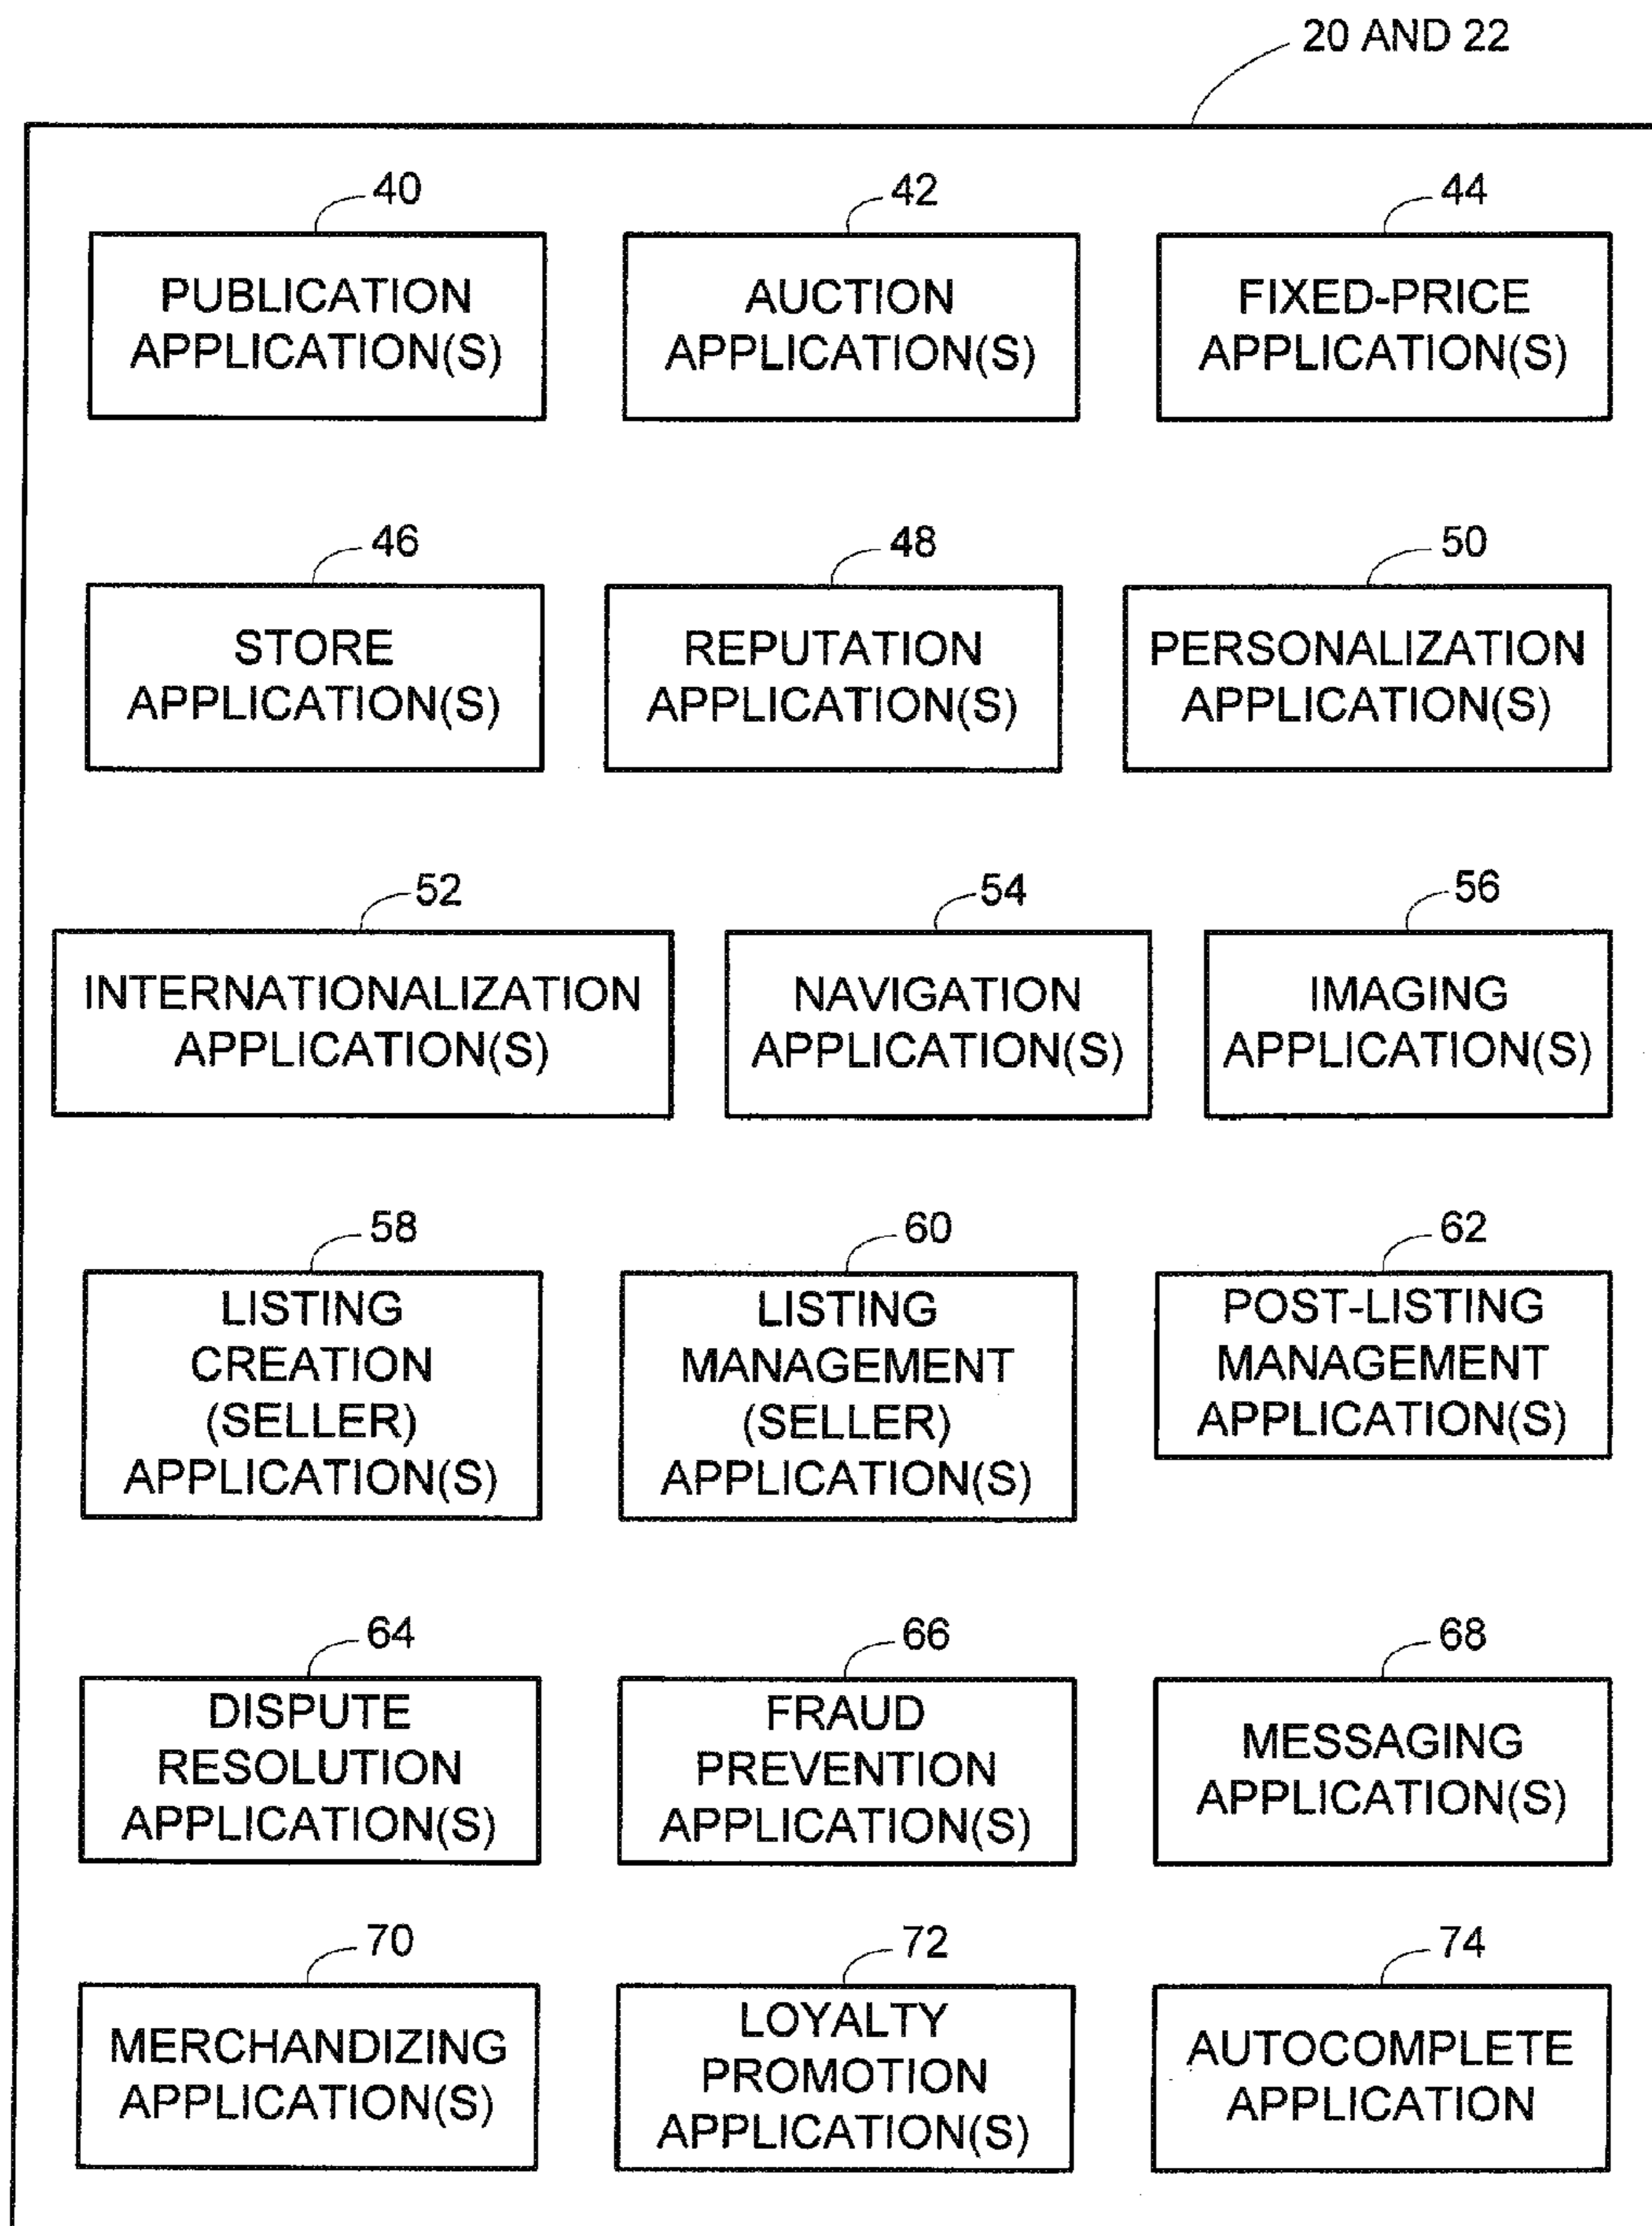 20 AND 22
40
PUBLICATION
APPLICATION(S)
42
AUCTION
APPLICATION(S)
44
FIXED-PRICE
APPLICATION(S)
46
STORE
APPLICATION(S)
48
REPUTATION
APPLICATION(S)
50
PERSONALIZATION
APPLICATION(S)
52
INTERNATIONALIZATION
APPLICATION(S)
54
NAVIGATION
APPLICATION(S)
56
IMAGING
APPLICATION(S)
58
LISTING
CREATION
(SELLER)
APPLICATION(S)
60
LISTING
MANAGEMENT
(SELLER)
APPLICATION(S)
62
POST-LISTING
MANAGEMENT
APPLICATION(S)
64
DISPUTE
RESOLUTION
APPLICATION(S)
66
FRAUD
PREVENTION
APPLICATION(S)
68
MESSAGING
APPLICATION(S)
70
MERCHANDIZING
APPLICATION(S)
72
LOYALTY
PROMOTION
APPLICATION(S)
74
AUTOCOMPLETE
APPLICATION